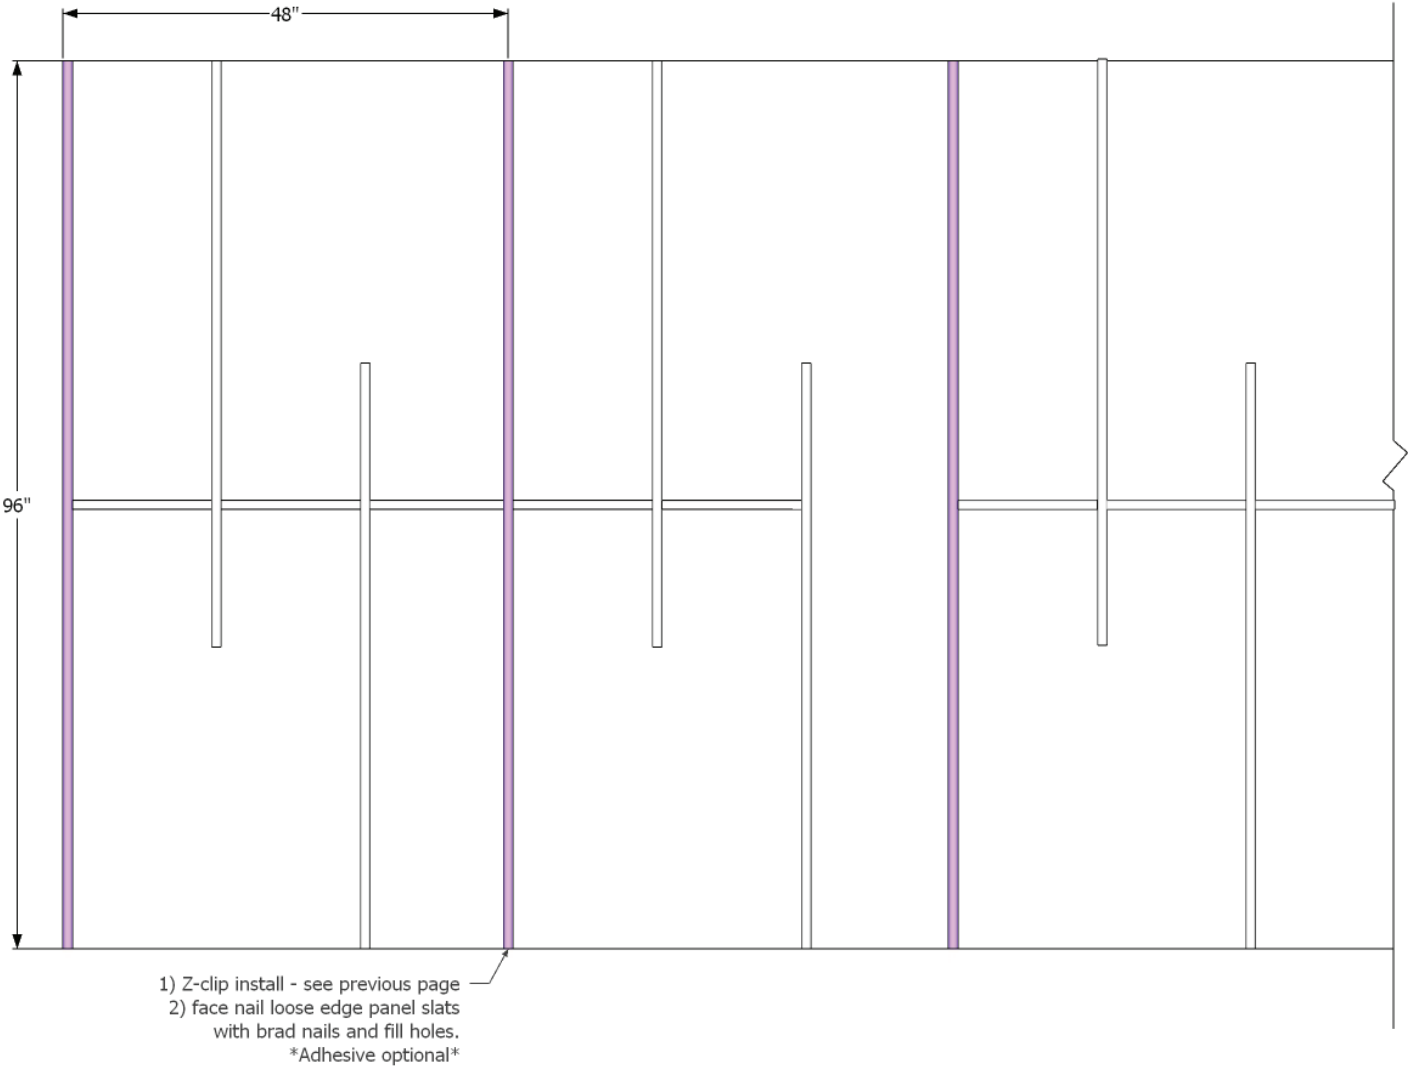 48"
96"
1) Z-clip install - see previous page
2) face nail loose edge panel slats
with brad nails and fill holes.
*Adhesive optional*